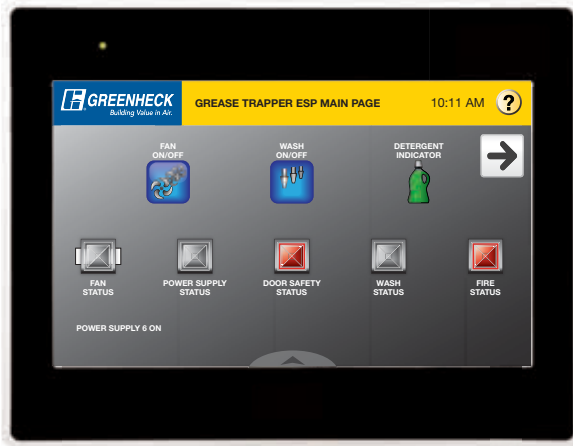 GREENHECK
Building Value in Air.
GREASE TRAPPER ESP MAIN PAGE
10:11 AM
?
FAN
ON/OFF
WASH
ON/OFF
DETERGENT
INDICATOR
FAN
STATUS
POWER SUPPLY
STATUS
DOOR SAFETY
STATUS
WASH
STATUS
FIRE
STATUS
POWER SUPPLY 6 ON